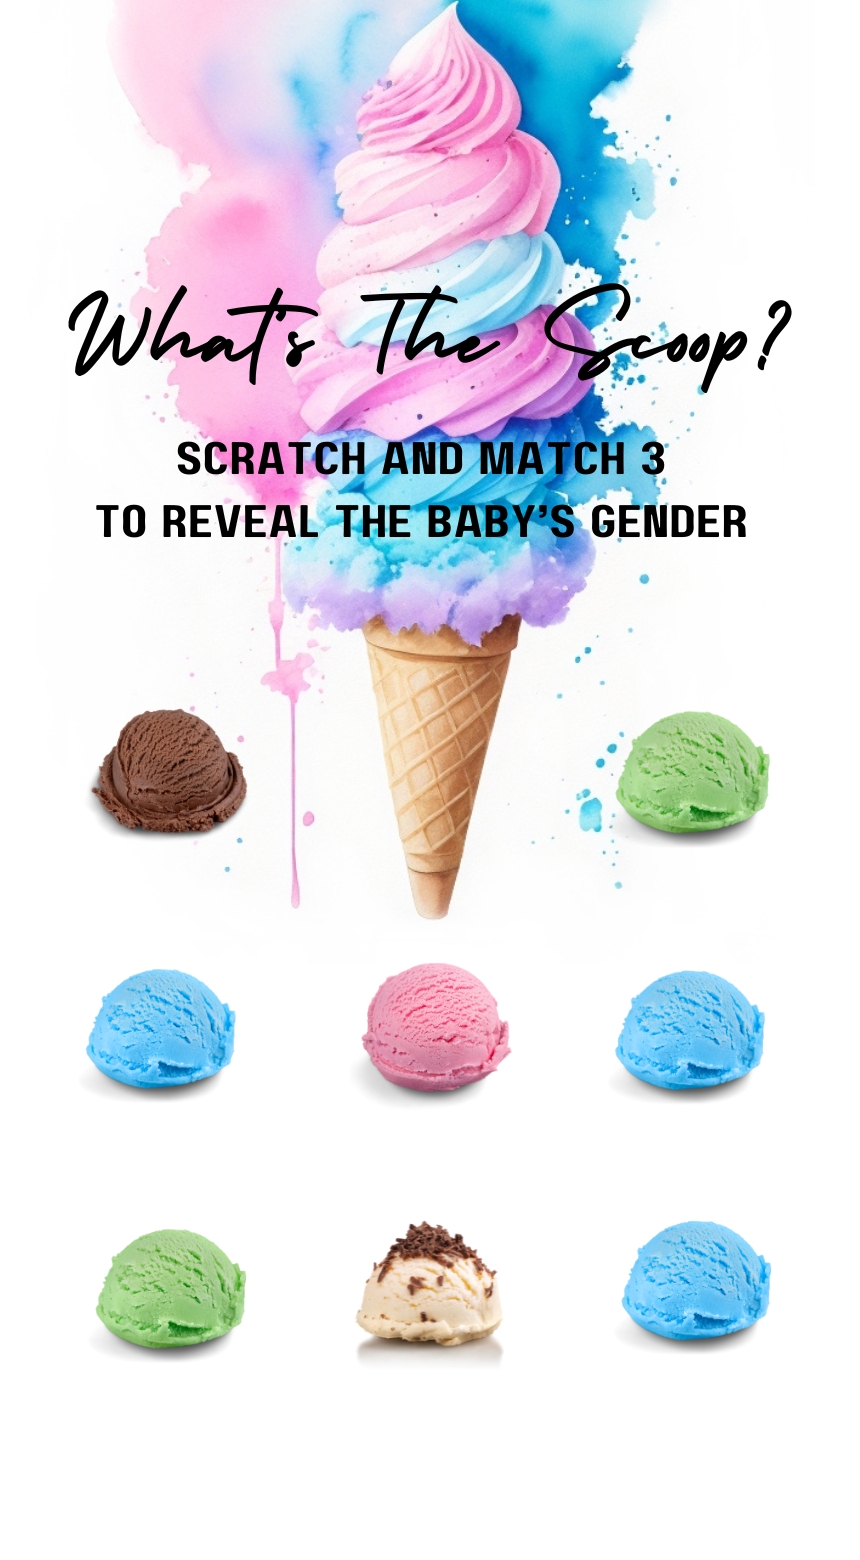 What's The Scoop?
SCRATCH AND MATCH 3
TO REVEAL THE BABY'S GENDER